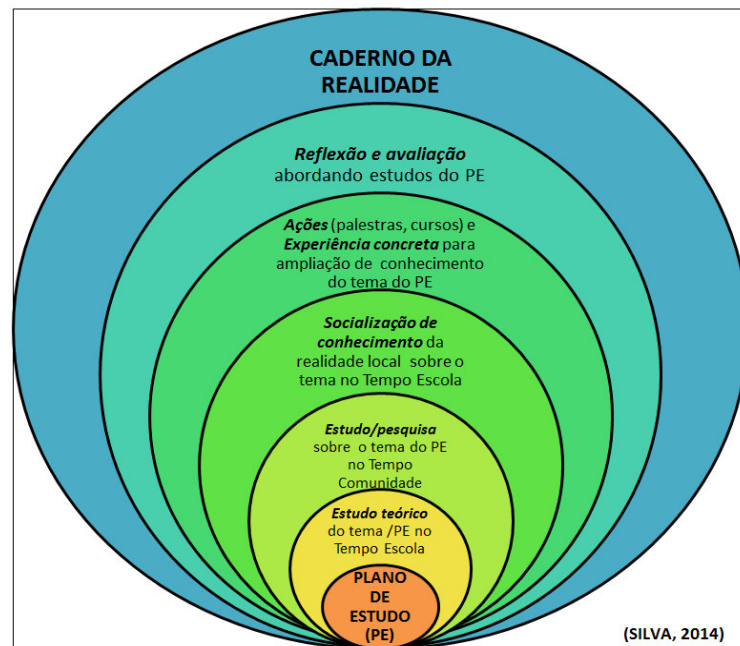 CADERNO DA
REALIDADE
Reflexão e avaliação
abordando estudos do PE
Ações (palestras, cursos) e
Experiência concreta para
ampliação de conhecimento
do tema do PE
Socialização de
conhecimento da
realidade local sobre o
tema no Tempo Escola
Estudo/pesquisa
sobre o tema do PE
no Tempo
Comunidade
Estudo teórico
do tema /PE no
Tempo Escola
PLANO
DE
ESTUDO
(PE)
(SILVA, 2014)